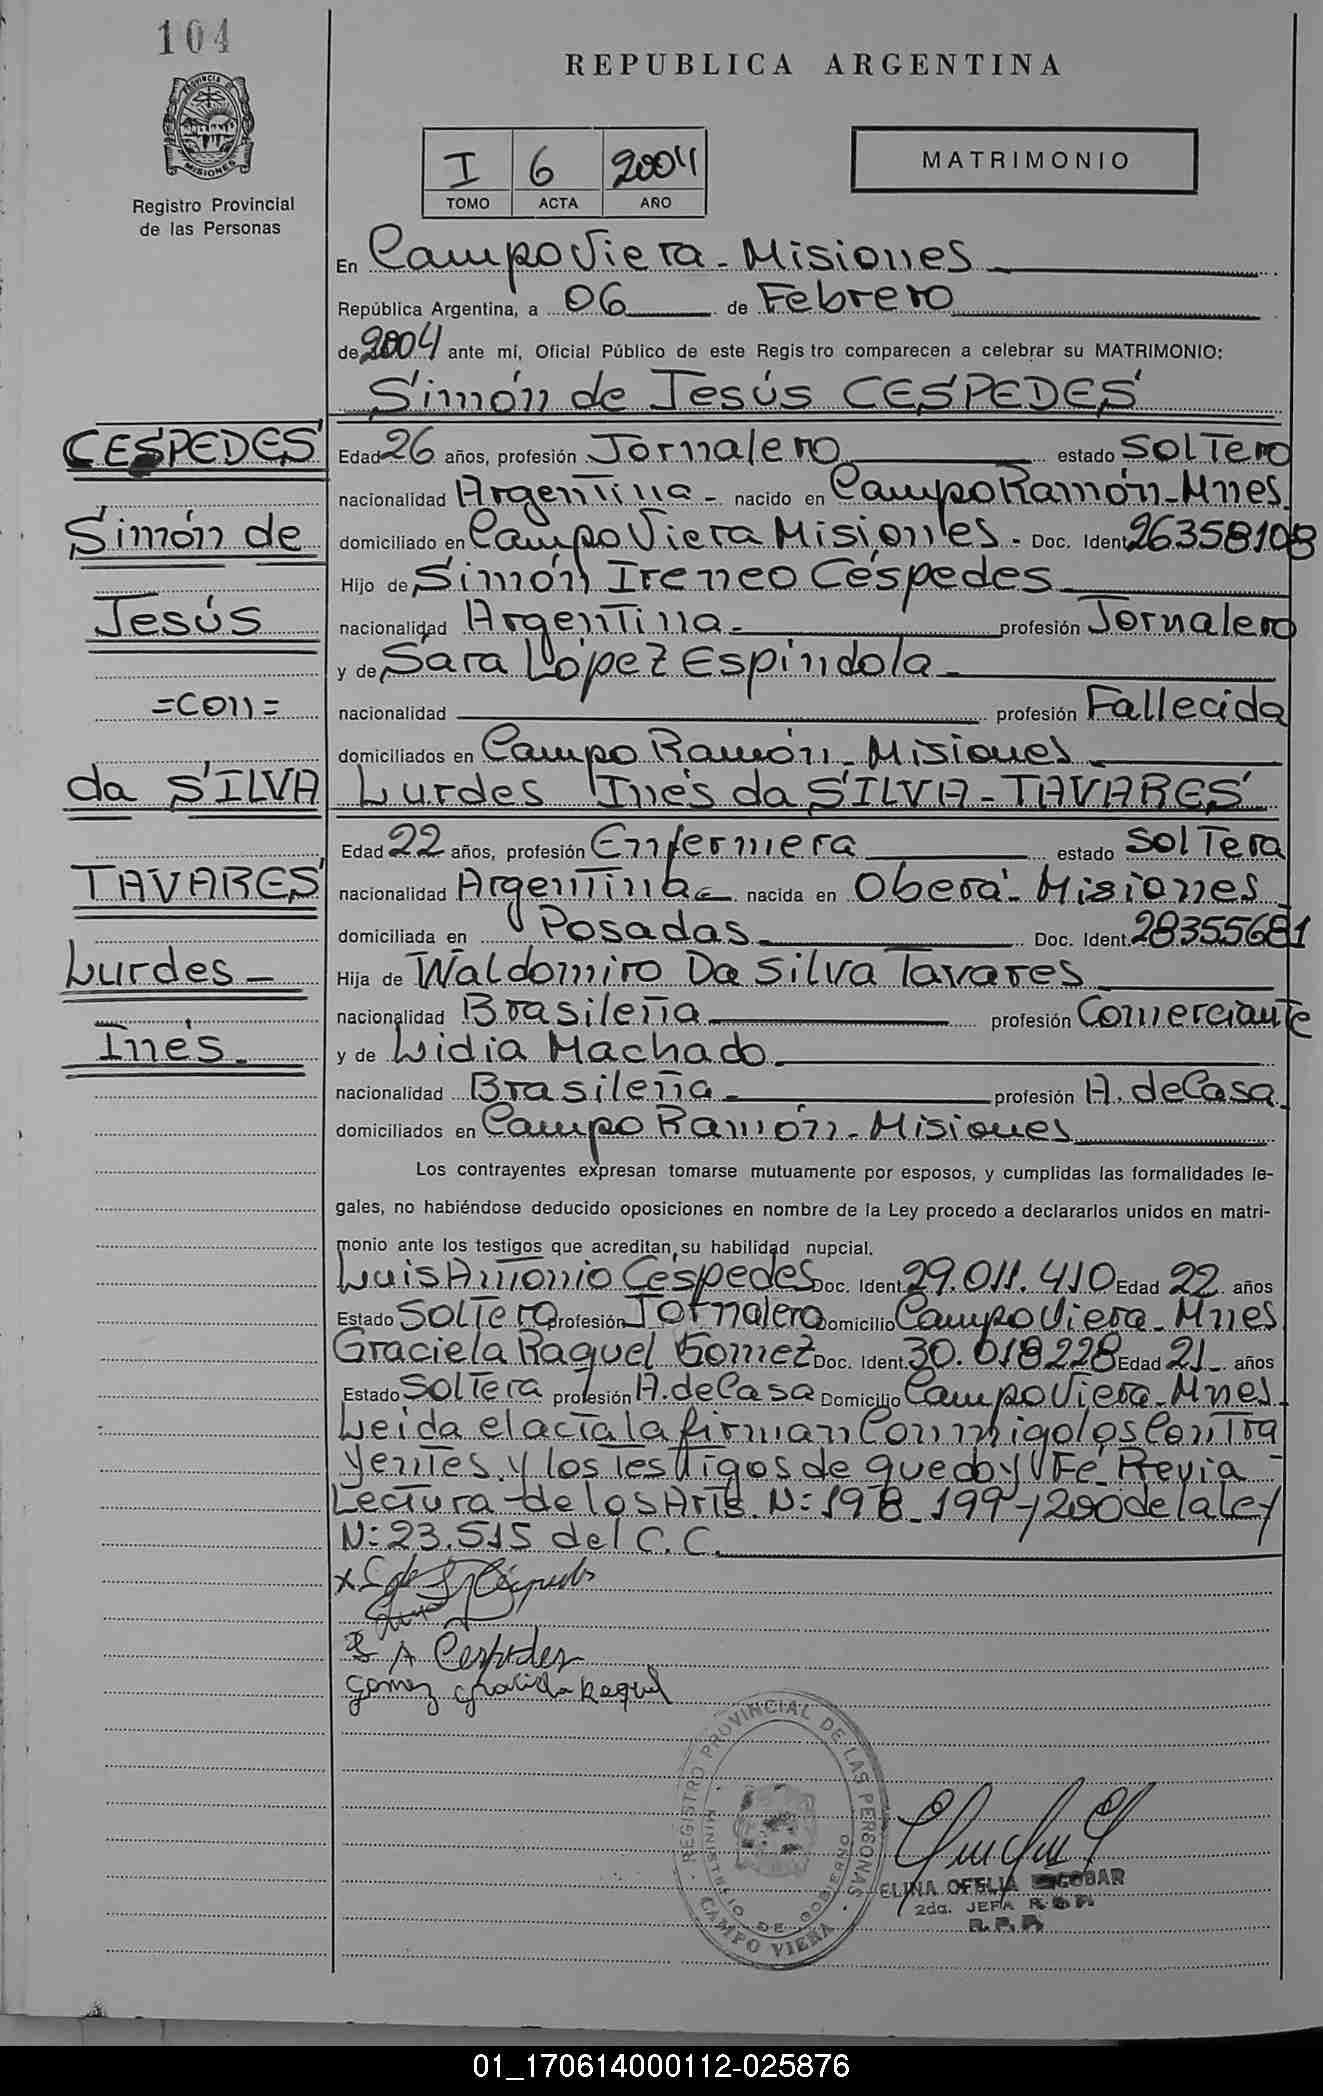 104
PROVINCIA
MISIONES
Registro Provincial
de las Personas
REPUBLICA ARGENTINA
I 6 2004
TOMO ACTA AÑO
MATRIMONIO
En Campo Viera - Misiones
República Argentina, a 06 de Febrero
de 2004 ante mí, Oficial Público de este Regis tro comparecen a celebrar su MATRIMONIO:
Simón de Jesús CESPEDES
CESPEDES
Simón de
Jesús
=con=
da SILVA
TAVARES
Lurdes -
Inés.
Edad 26 años, profesión Jornalero estado Soltero
nacionalidad Argentina - nacido en Campo Ramón - Mnes.
domiciliado en Campo Viera Misiones - Doc. Ident. 26358108
Hijo de Simón Ireneo Céspedes
nacionalidad Argentina - profesión Jornalero
y de Sara López Espíndola
nacionalidad profesión Fallecida
domiciliados en Campo Ramón - Misiones
Lurdes Inés da SILVA - TAVARES
Edad 22 años, profesión Enfermera estado Soltera
nacionalidad Argentina nacida en Oberá - Misiones
domiciliada en Posadas Doc. Ident. 28355681
Hija de Waldomiro Da Silva Tavares
nacionalidad Brasileña profesión Comerciante
y de Lidia Machado
nacionalidad Brasileña - profesión A. de Casa
domiciliados en Campo Ramón - Misiones
Los contrayentes expresan tomarse mutuamente por esposos, y cumplidas las formalidades le-
gales, no habiéndose deducido oposiciones en nombre de la Ley procedo a declararlos unidos en matri-
monio ante los testigos que acreditan su habilidad nupcial.
Luis Antonio Céspedes Doc. Ident. 29.011.410 Edad 22 años
Estado Soltero profesión Jornalero Domicilio Campo Viera - Mnes
Graciela Raquel Gomez Doc. Ident. 30.018228 Edad 21 años
Estado Soltera profesión A. de Casa Domicilio Campo Viera - Mnes.
Leida el acta la firman Conmigo los Contra
yentes y los testigos de que doy Fé. Previa
Lectura de los Arts. N: 198 - 199 y 200 de la Ley
N: 23.515 del C.C.
Céspedes
A Cespedes
Gomez Graciela Raquel
REGISTRO PROVINCIAL DE LAS PERSONAS
MINISTERIO DE GOBIERNO
CAMPO VIERA
ELINA OFELIA ESCOBAR
2da. JEFA R.P.P.
R.P.P.
01_170614000112-025876